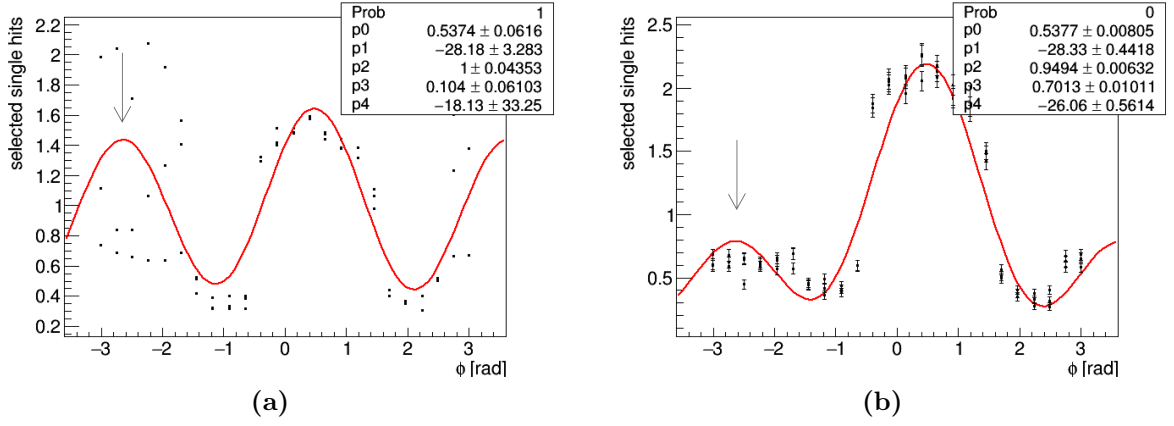 selected single hits
2.2
2
1.8
1.6
1.4
1.2
1
0.8
0.6
0.4
0.2
−3 −2 −1 0 1 2 3
ϕ [rad]
Prob 1
p0 0.5374 ± 0.0616
p1 −28.18 ± 3.283
p2 1 ± 0.04353
p3 0.104 ± 0.06103
p4 −18.13 ± 33.25
(a)
selected single hits
2.5
2
1.5
1
0.5
−3 −2 −1 0 1 2 3
ϕ [rad]
Prob 0
p0 0.5377 ± 0.00805
p1 −28.33 ± 0.4418
p2 0.9494 ± 0.00632
p3 0.7013 ± 0.01011
p4 −26.06 ± 0.5614
(b)